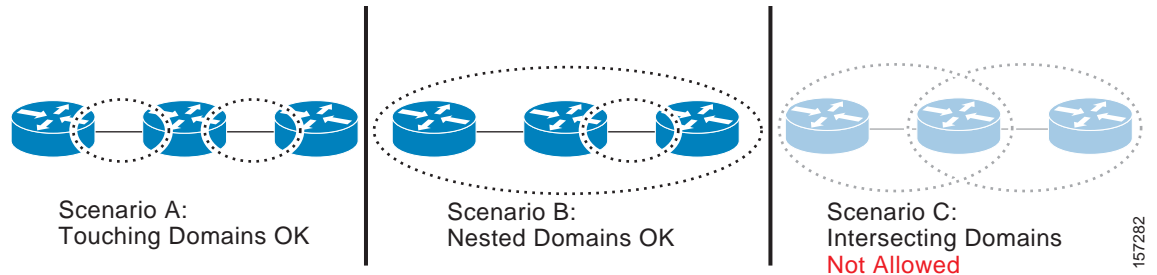 Scenario A:
Touching Domains OK
Scenario B:
Nested Domains OK
Scenario C:
Intersecting Domains
Not Allowed
157282